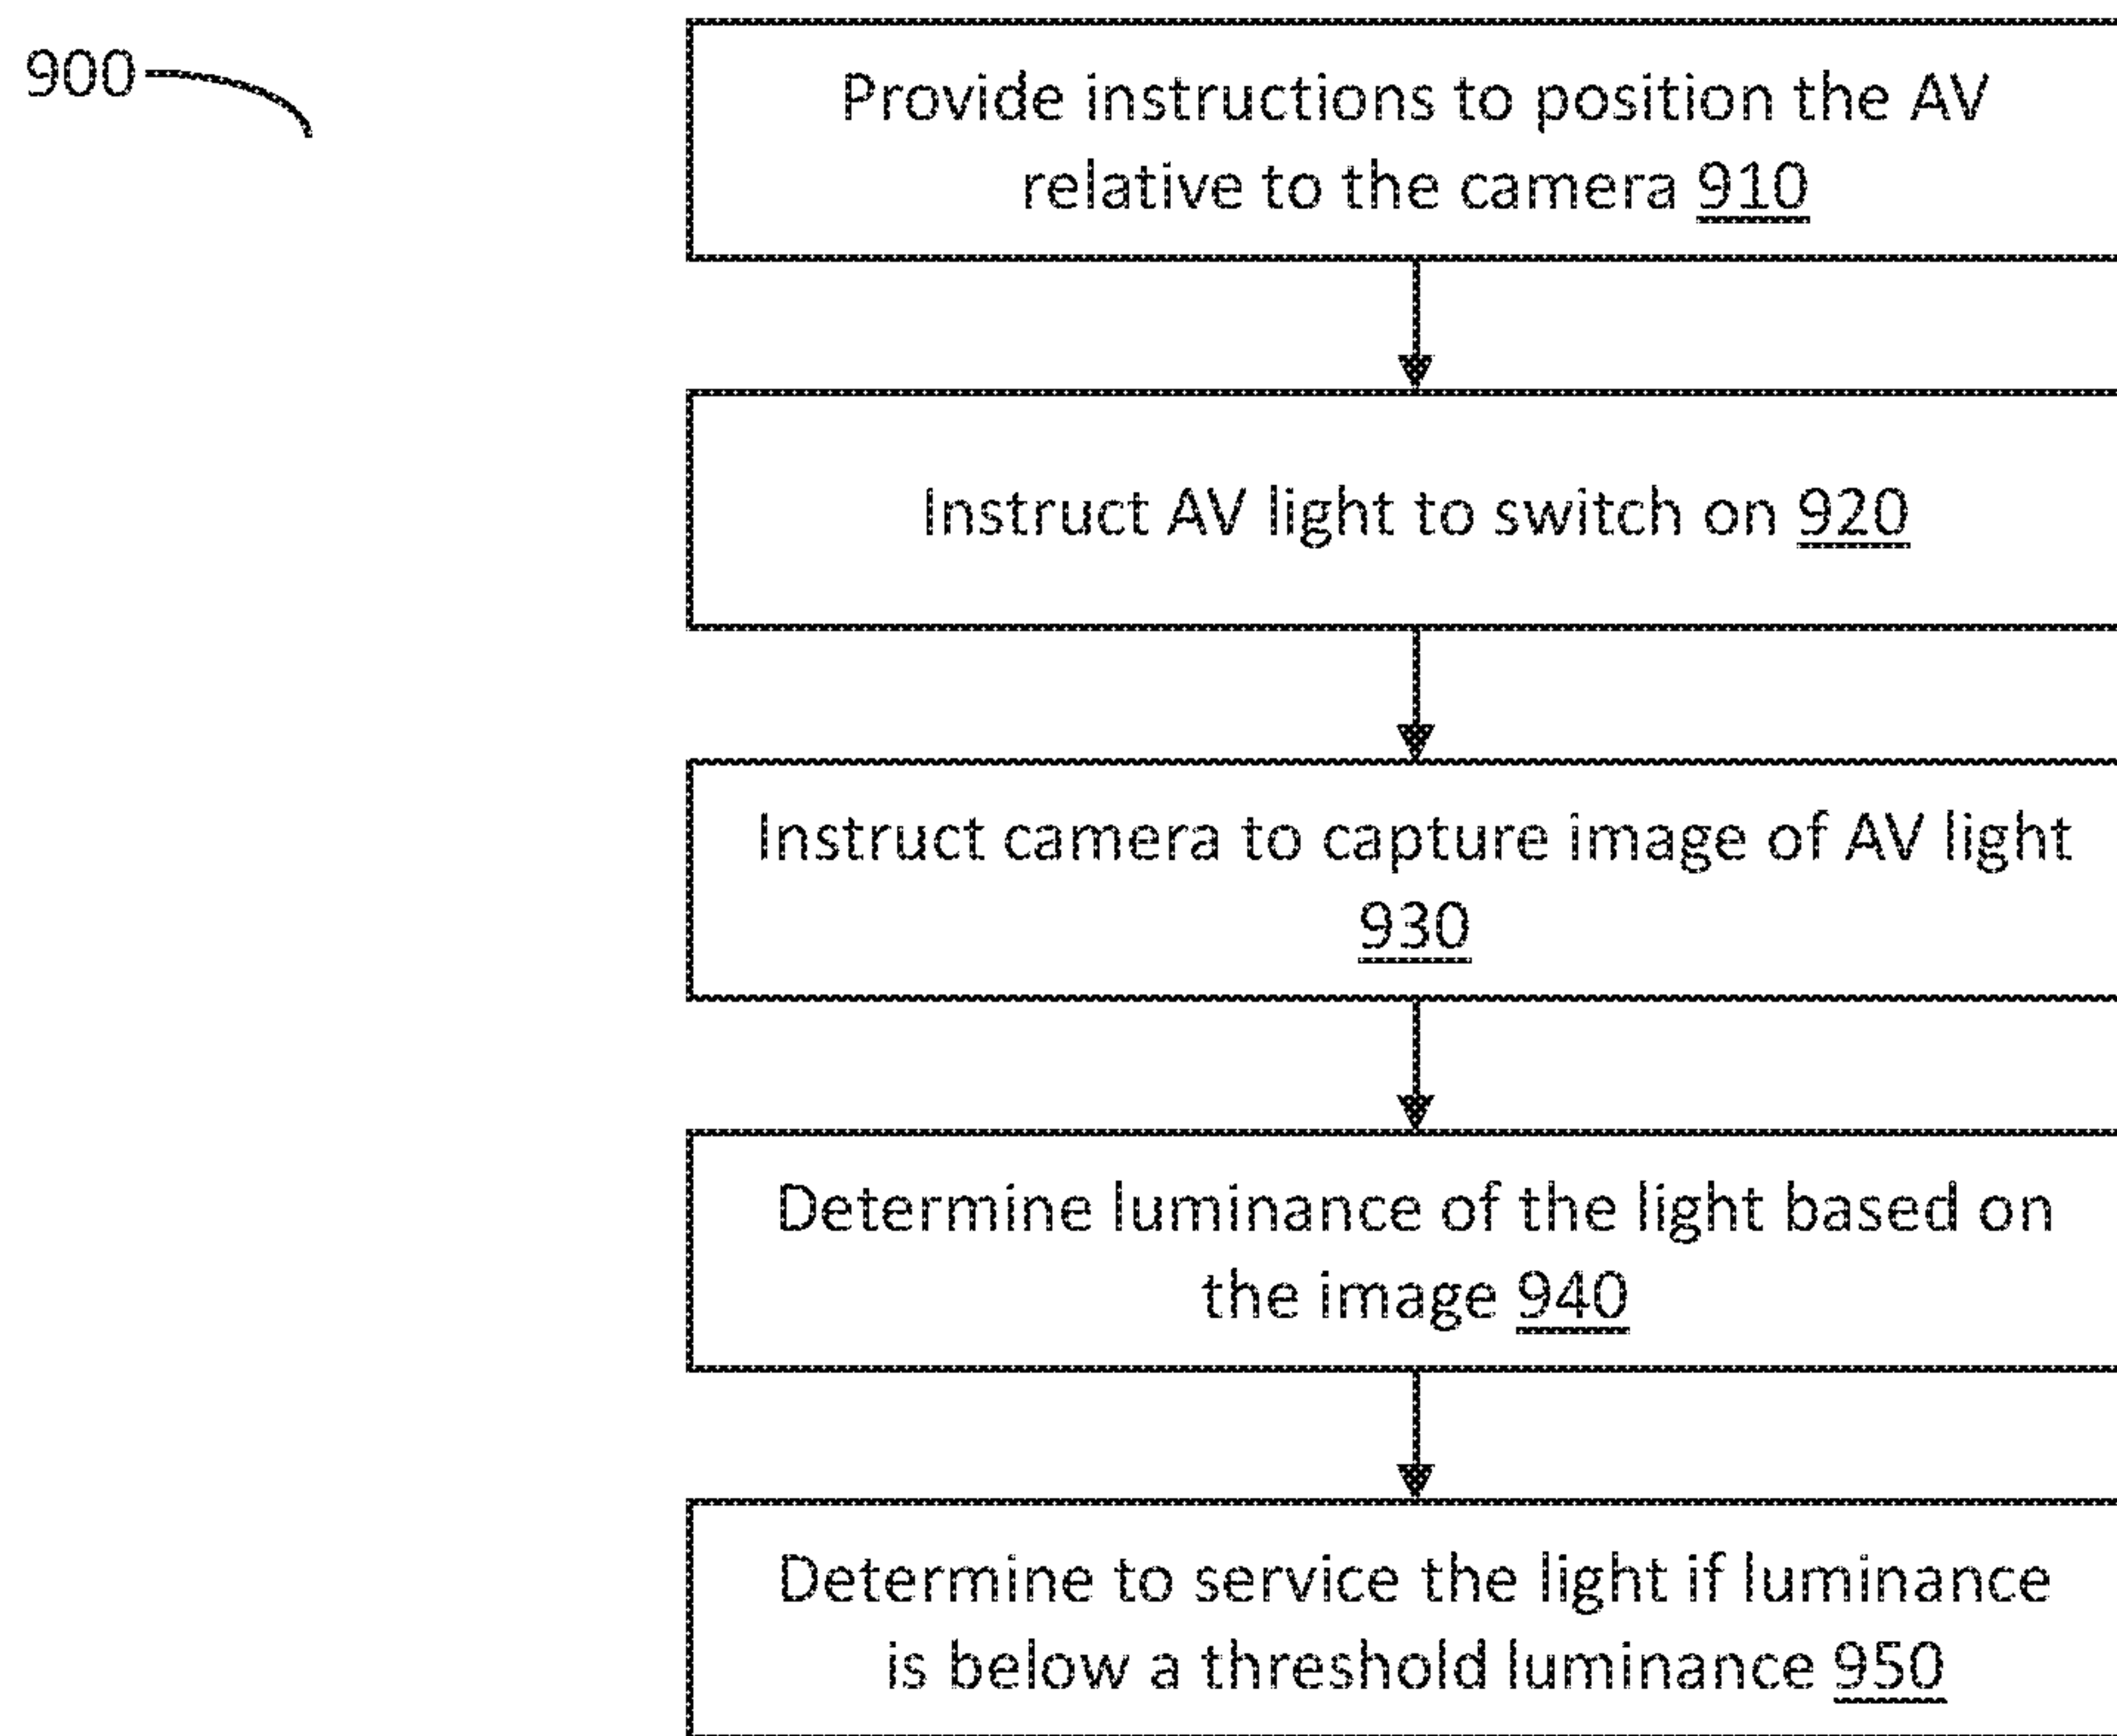 900
Provide instructions to position the AV
relative to the camera 910
Instruct AV light to switch on 920
Instruct camera to capture image of AV light
930
Determine luminance of the light based on
the image 940
Determine to service the light if luminance
is below a threshold luminance 950